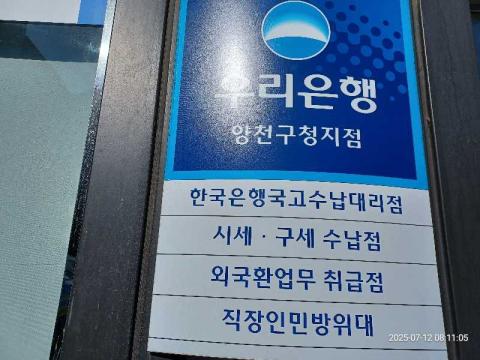 우리은행
양천구청지점
한국은행국고수납대리점
시세·구세 수납점
외국환업무 취급점
직장인민방위대
2025-07-12 08:11:05